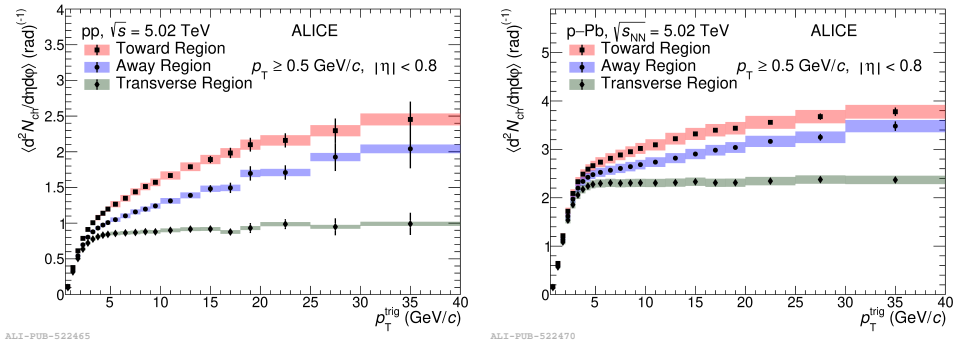 pp, √s = 5.02 TeV ALICE
Toward Region
Away Region
Transverse Region
p_T ≥ 0.5 GeV/c, |η| < 0.8
⟨d²N_ch/dηdφ⟩ (rad)^(-1)
4
3.5
3
2.5
2
1.5
1
0.5
0
5 10 15 20 25 30 35 40
p_T^trig (GeV/c)
ALI-PUB-522465
p–Pb, √s_NN = 5.02 TeV ALICE
Toward Region
Away Region
Transverse Region
p_T ≥ 0.5 GeV/c, |η| < 0.8
⟨d²N_ch/dηdφ⟩ (rad)^(-1)
5
4
3
2
1
0
5 10 15 20 25 30 35 40
p_T^trig (GeV/c)
ALI-PUB-522470